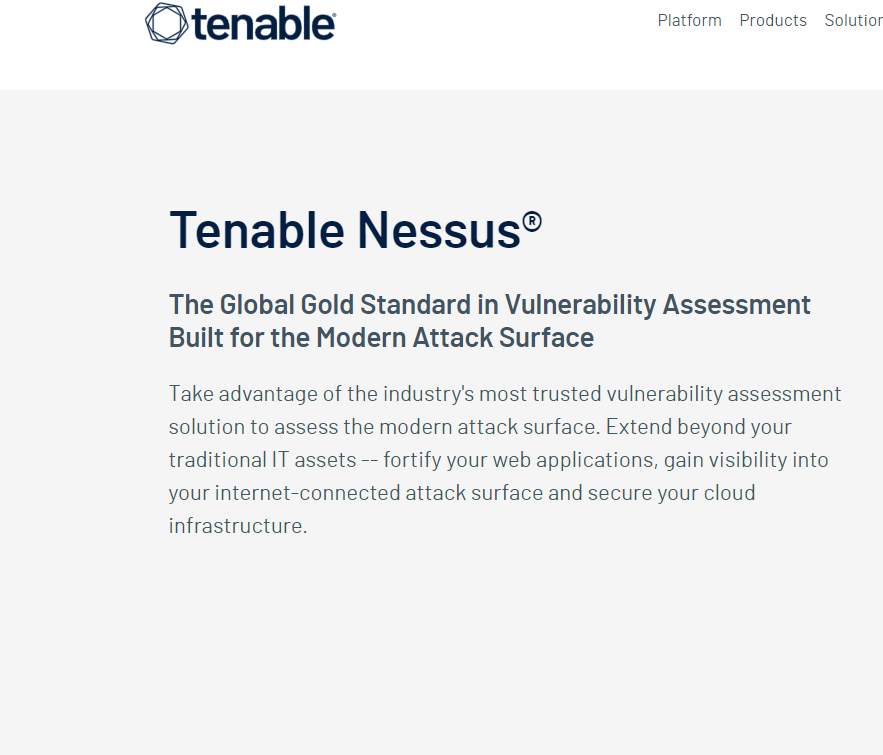 tenable®
Platform Products Solution
Tenable Nessus®
The Global Gold Standard in Vulnerability Assessment
Built for the Modern Attack Surface
Take advantage of the industry's most trusted vulnerability assessment
solution to assess the modern attack surface. Extend beyond your
traditional IT assets -- fortify your web applications, gain visibility into
your internet-connected attack surface and secure your cloud
infrastructure.